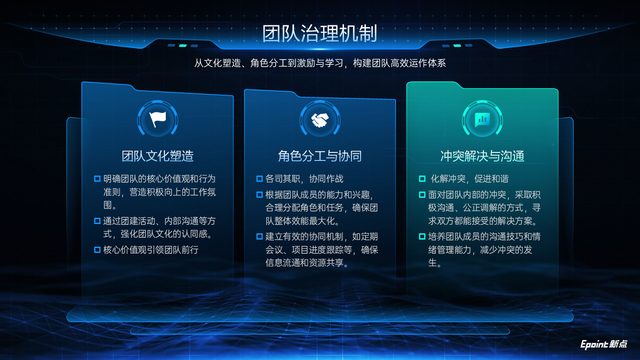 团队治理机制
从文化塑造、角色分工到激励与学习，构建团队高效运作体系
团队文化塑造
明确团队的核心价值观和行为
准则，营造积极向上的工作氛
围。
通过团建活动、内部沟通等方
式，强化团队文化的认同感。
核心价值观引领团队前行
角色分工与协同
各司其职，协同作战
根据团队成员的能力和兴趣，
合理分配角色和任务，确保团
队整体效能最大化。
建立有效的协同机制，如定期
会议、项目进度跟踪等，确保
信息流通和资源共享。
冲突解决与沟通
化解冲突，促进和谐
面对团队内部的冲突，采取积
极沟通、公正调解的方式，寻
求双方都能接受的解决方案。
培养团队成员的沟通技巧和情
绪管理能力，减少冲突的发
生。
Epoint 新点